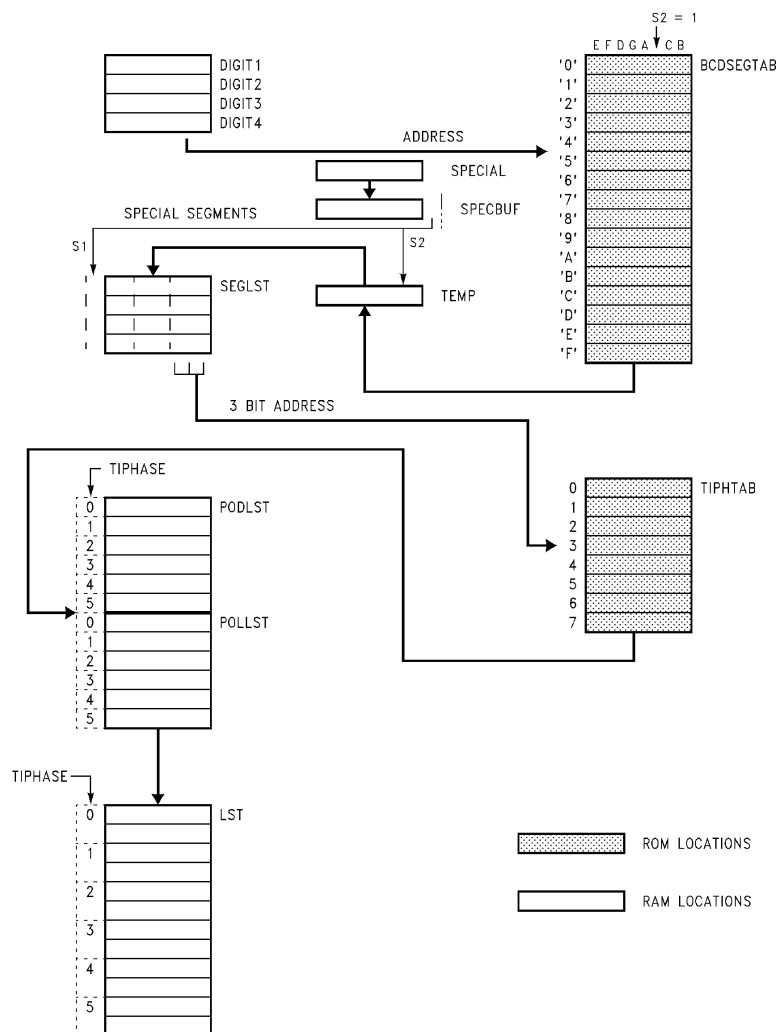 S2 = 1
E F D G A C B
DIGIT1
DIGIT2
DIGIT3
DIGIT4
ADDRESS
BCDSEGTAB
'0'
'1'
'2'
'3'
'4'
'5'
'6'
'7'
'8'
'9'
'A'
'B'
'C'
'D'
'E'
'F'
SPECIAL
SPECBUF
SPECIAL SEGMENTS
S1
S2
SEGLST
TEMP
3 BIT ADDRESS
TIPHASE
0
1
2
3
4
5
PODLST
0
1
2
3
4
5
POLLST
0
1
2
3
4
5
6
7
TIPHTAB
TIPHASE
0
1
2
3
4
5
LST
ROM LOCATIONS
RAM LOCATIONS